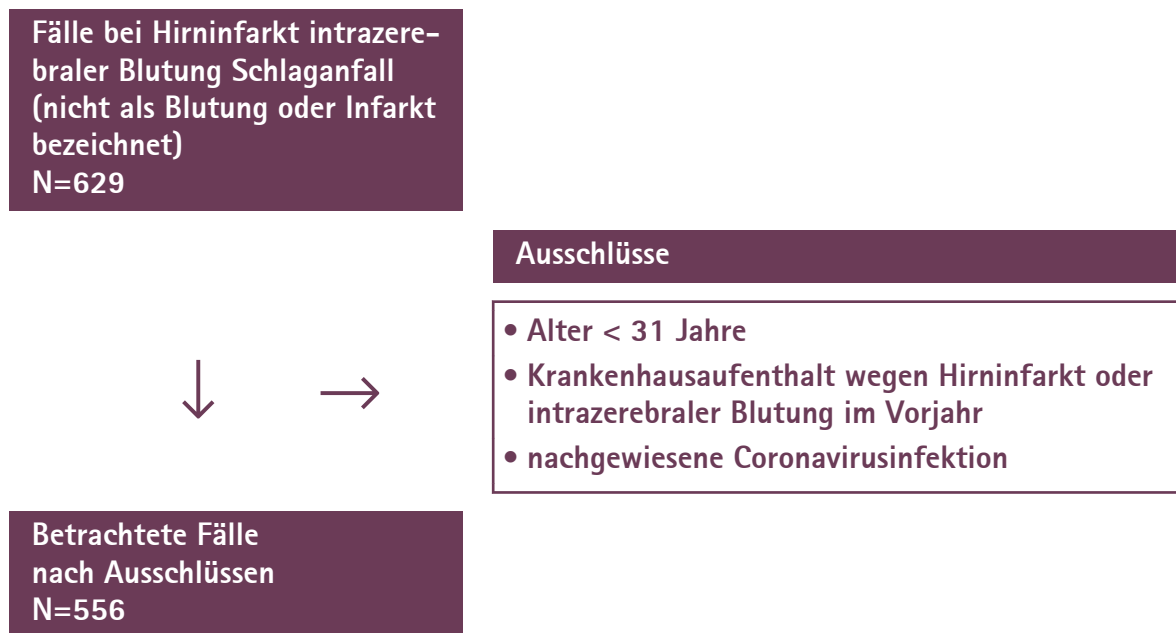 Fälle bei Hirninfarkt intrazere-
braler Blutung Schlaganfall
(nicht als Blutung oder Infarkt
bezeichnet)
N=629
Ausschlüsse
• Alter < 31 Jahre
• Krankenhausaufenthalt wegen Hirninfarkt oder
intrazerebraler Blutung im Vorjahr
• nachgewiesene Coronavirusinfektion
Betrachtete Fälle
nach Ausschlüssen
N=556